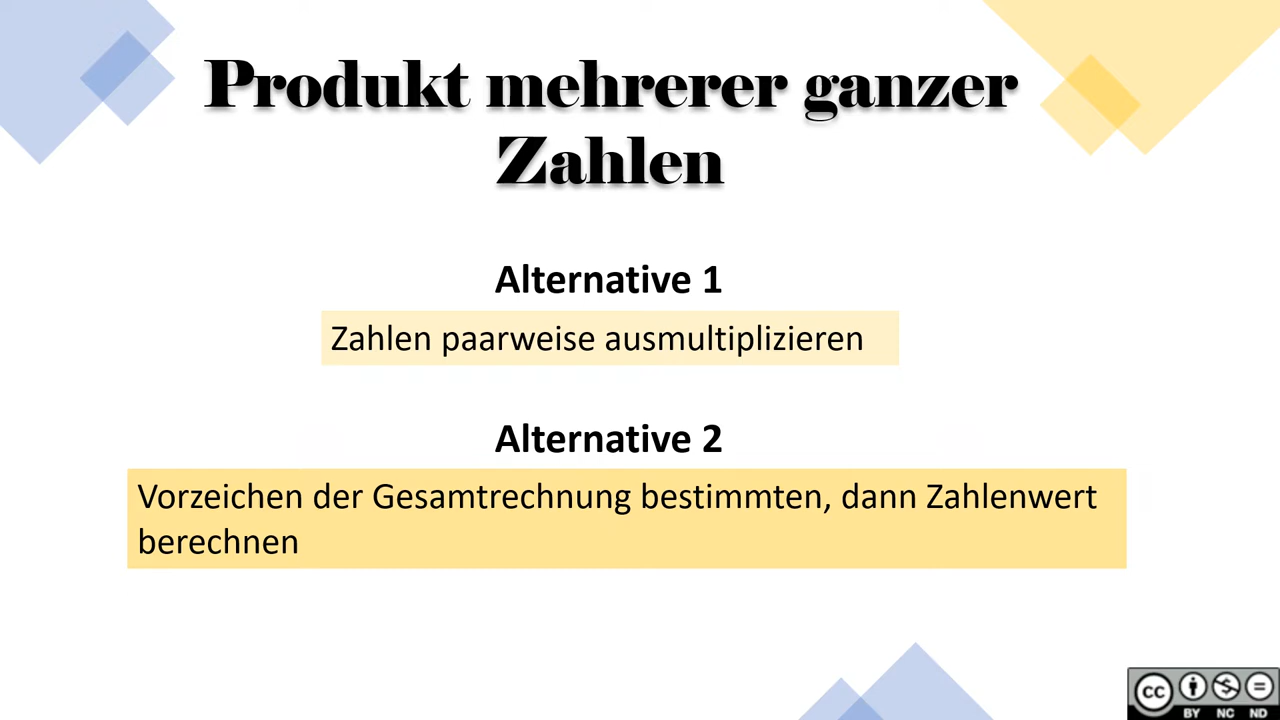 Produkt mehrerer ganzer
Zahlen
Alternative 1
Zahlen paarweise ausmultiplizieren
Alternative 2
Vorzeichen der Gesamtrechnung bestimmten, dann Zahlenwert
berechnen
cc
BY NC ND